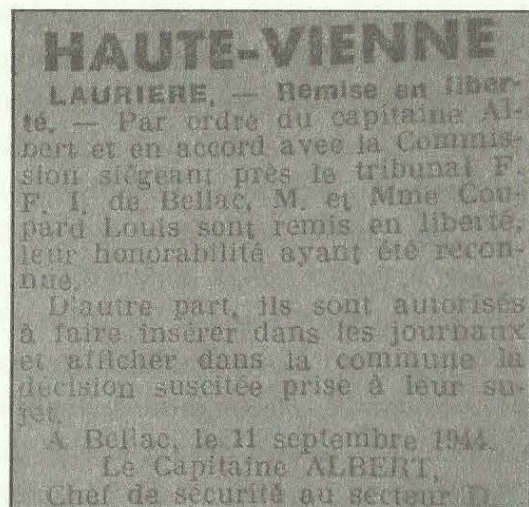 HAUTE-VIENNE
LAURIERE. — Remise en liber-
té. — Par ordre du capitaine Al-
bert et en accord avec la Commis-
sion siégeant près le tribunal F.
F. I. de Bellac, M. et Mme Cou-
pard Louis sont remis en liberté,
leur honorabilité ayant été recon-
nue.
D'autre part, ils sont autorisés
à faire insérer dans les journaux
et afficher dans la commune la
décision suscitée prise à leur su-
jet.
A Bellac, le 11 septembre 1944.
Le Capitaine ALBERT,
Chef de sécurité au secteur D.